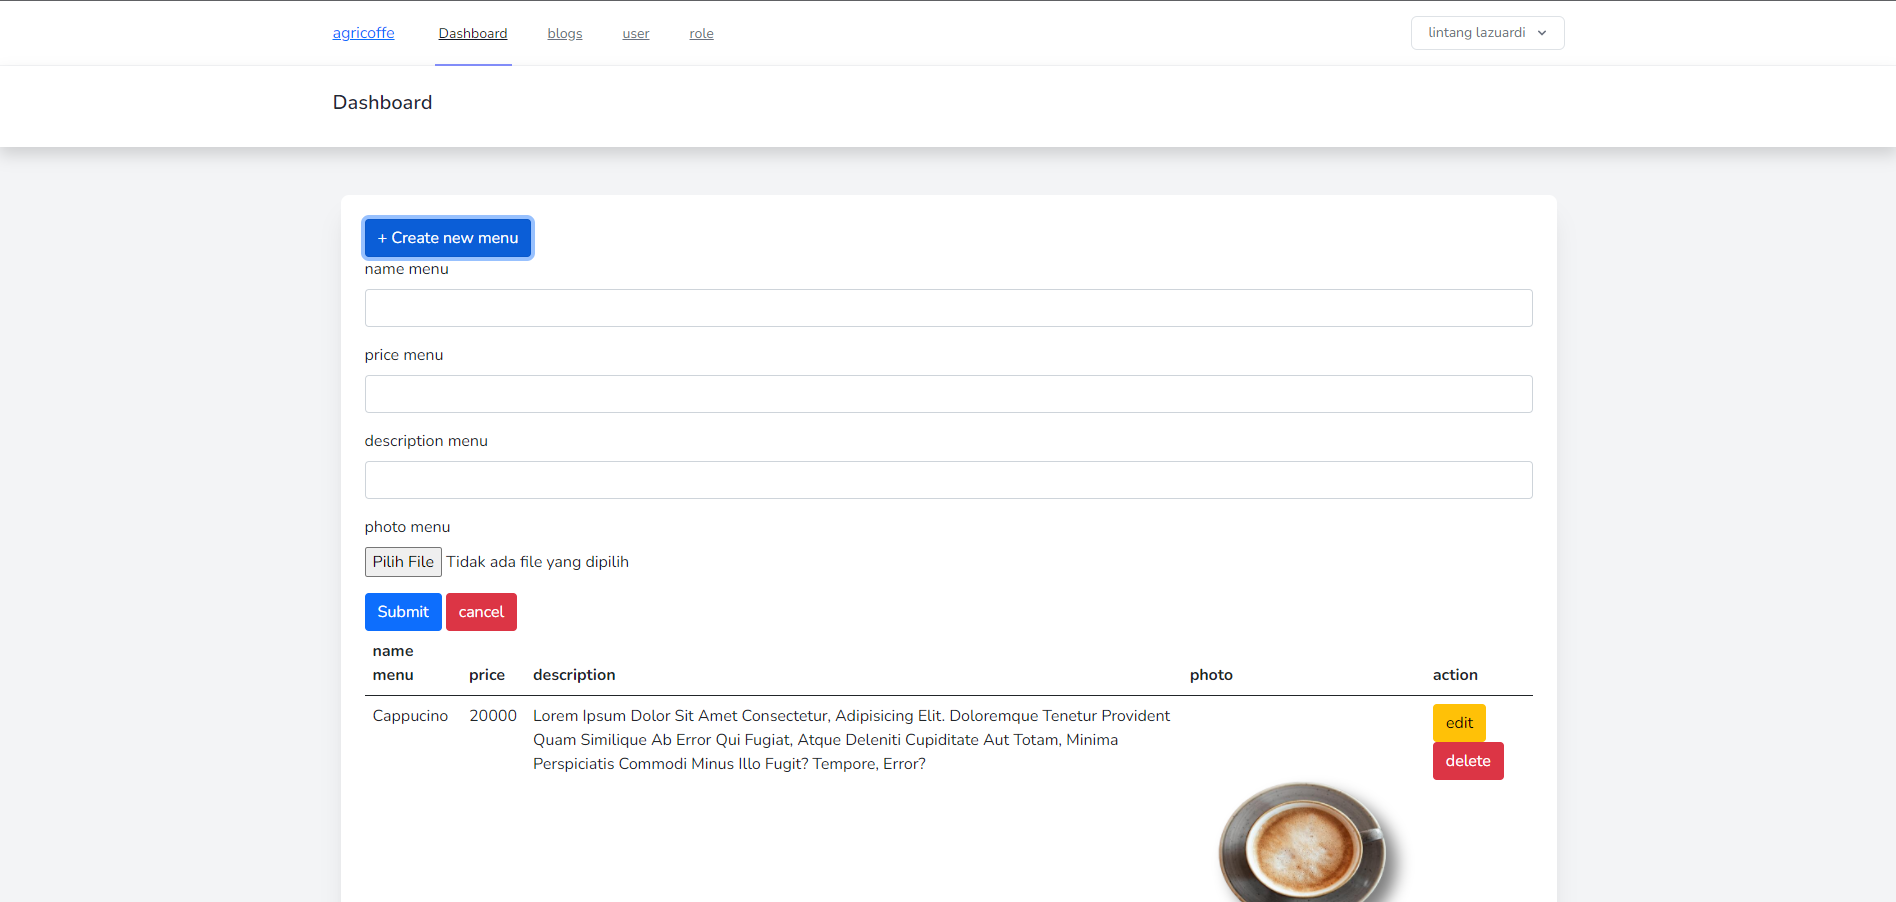 agricoffe Dashboard blogs user role lintang lazuardi
Dashboard
+ Create new menu
name menu
price menu
description menu
photo menu
Pilih File Tidak ada file yang dipilih
Submit cancel
name menu price description photo action
Cappucino 20000 Lorem Ipsum Dolor Sit Amet Consectetur, Adipisicing Elit. Doloremque Tenetur Provident
Quam Similique Ab Error Qui Fugiat, Atque Deleniti Cupiditate Aut Totam, Minima
Perspiciatis Commodi Minus Illo Fugit? Tempore, Error?
edit
delete